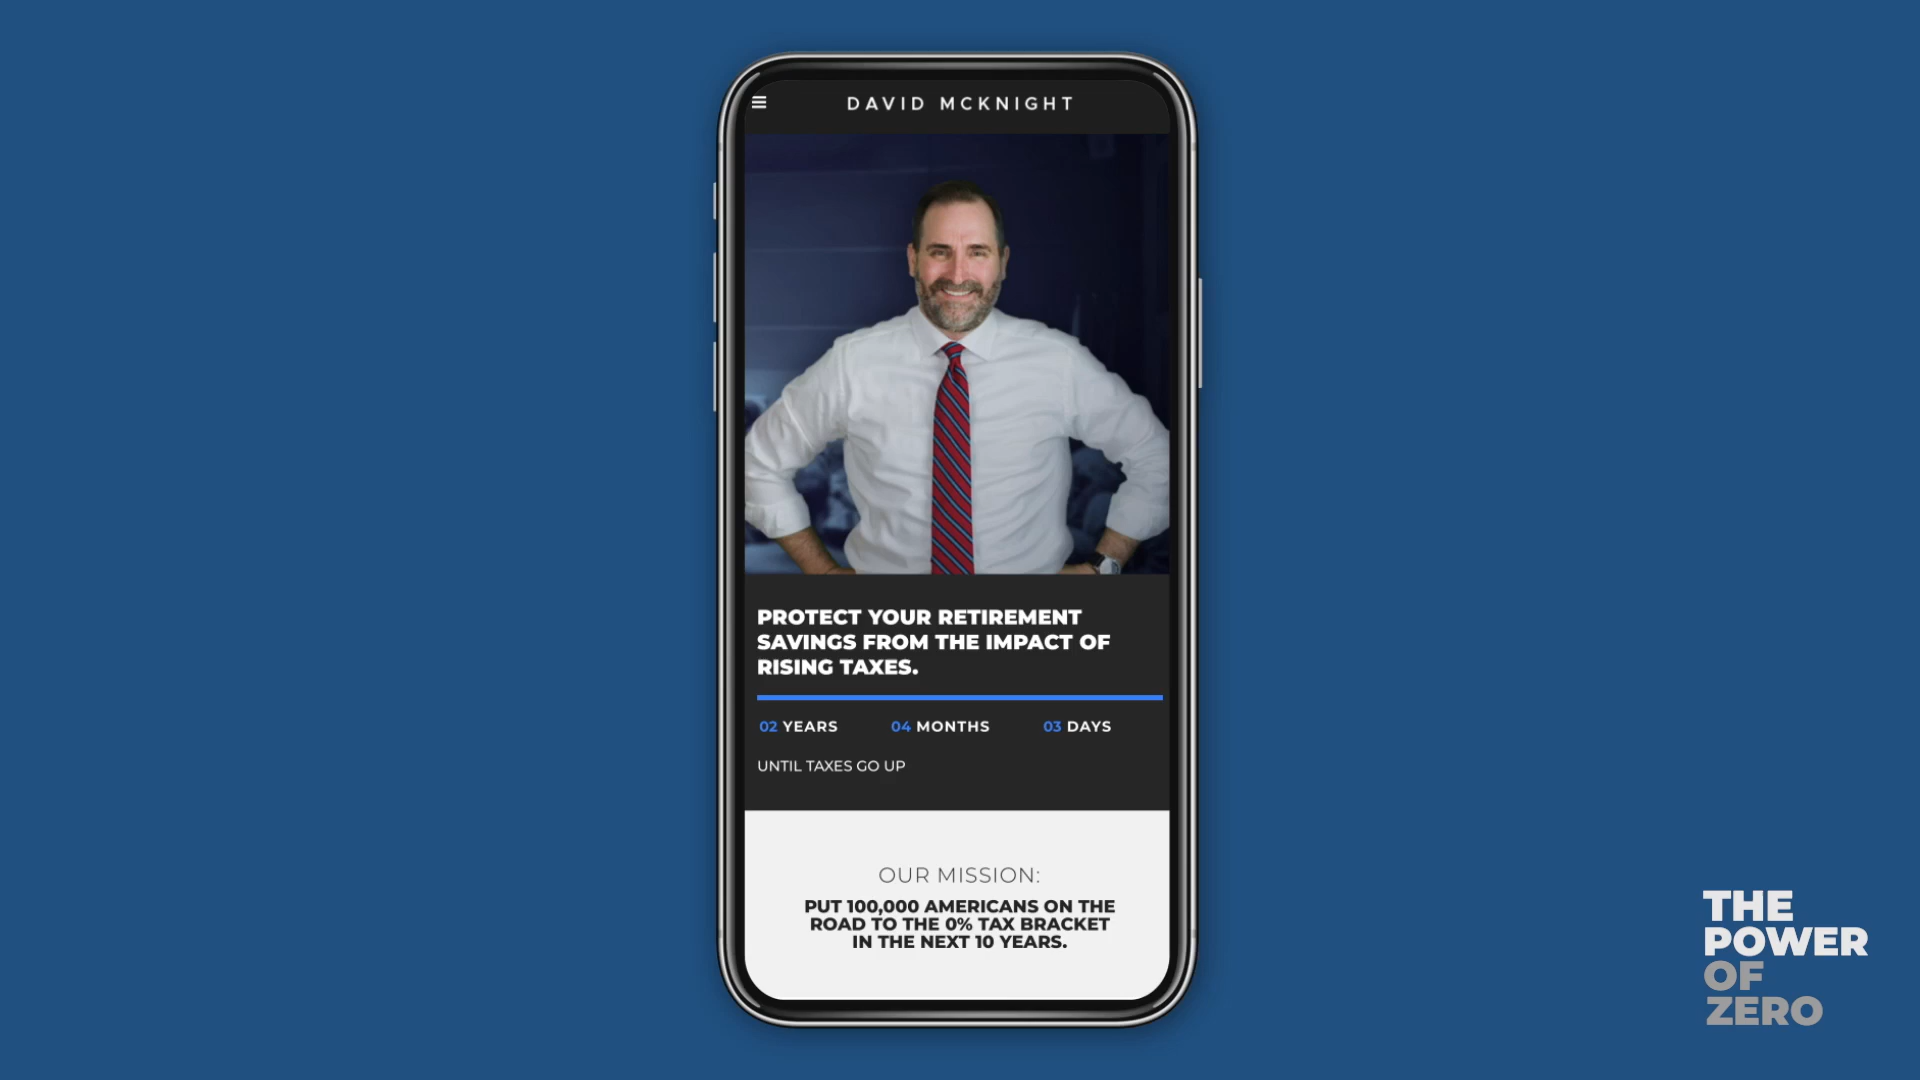 DAVID MCKNIGHT
PROTECT YOUR RETIREMENT
SAVINGS FROM THE IMPACT OF
RISING TAXES.
02 YEARS 04 MONTHS 03 DAYS
UNTIL TAXES GO UP
OUR MISSION:
PUT 100,000 AMERICANS ON THE
ROAD TO THE 0% TAX BRACKET
IN THE NEXT 10 YEARS.
THE
POWER
OF
ZERO